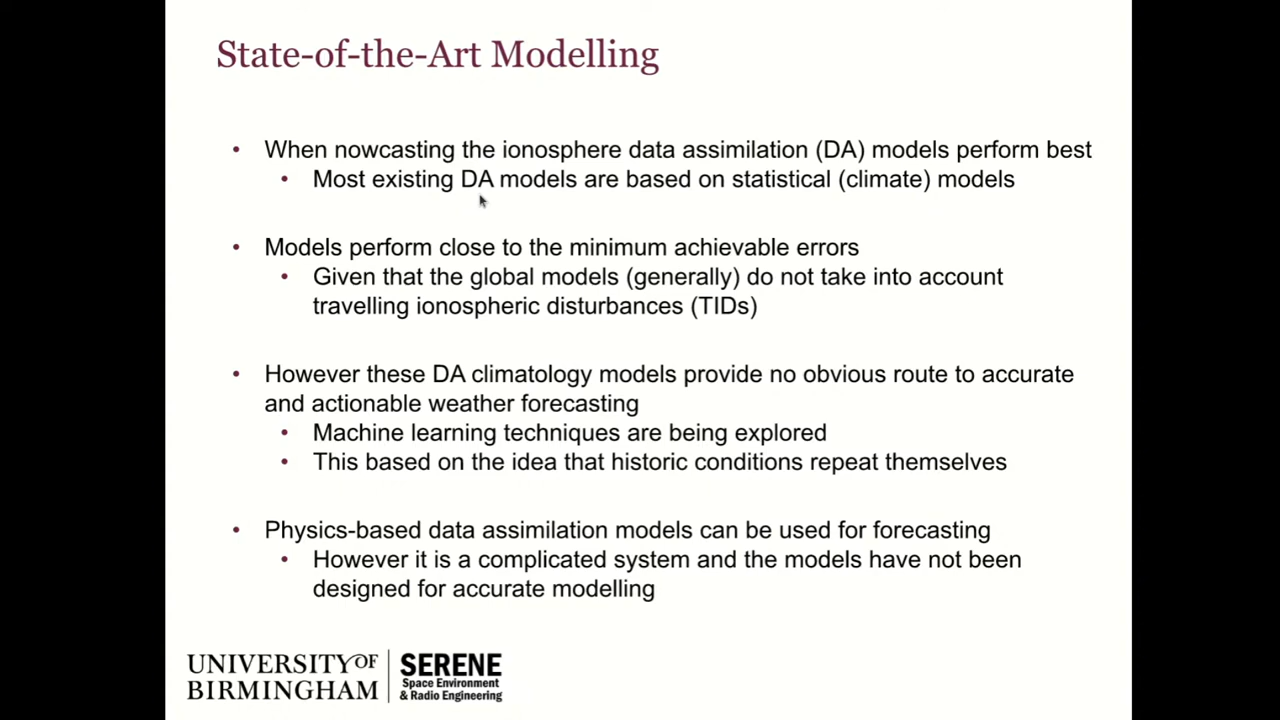 State-of-the-Art Modelling
• When nowcasting the ionosphere data assimilation (DA) models perform best
• Most existing DA models are based on statistical (climate) models
• Models perform close to the minimum achievable errors
• Given that the global models (generally) do not take into account
travelling ionospheric disturbances (TIDs)
• However these DA climatology models provide no obvious route to accurate
and actionable weather forecasting
• Machine learning techniques are being explored
• This based on the idea that historic conditions repeat themselves
• Physics-based data assimilation models can be used for forecasting
• However it is a complicated system and the models have not been
designed for accurate modelling
UNIVERSITY OF
BIRMINGHAM
SERENE
Space Environment
& Radio Engineering